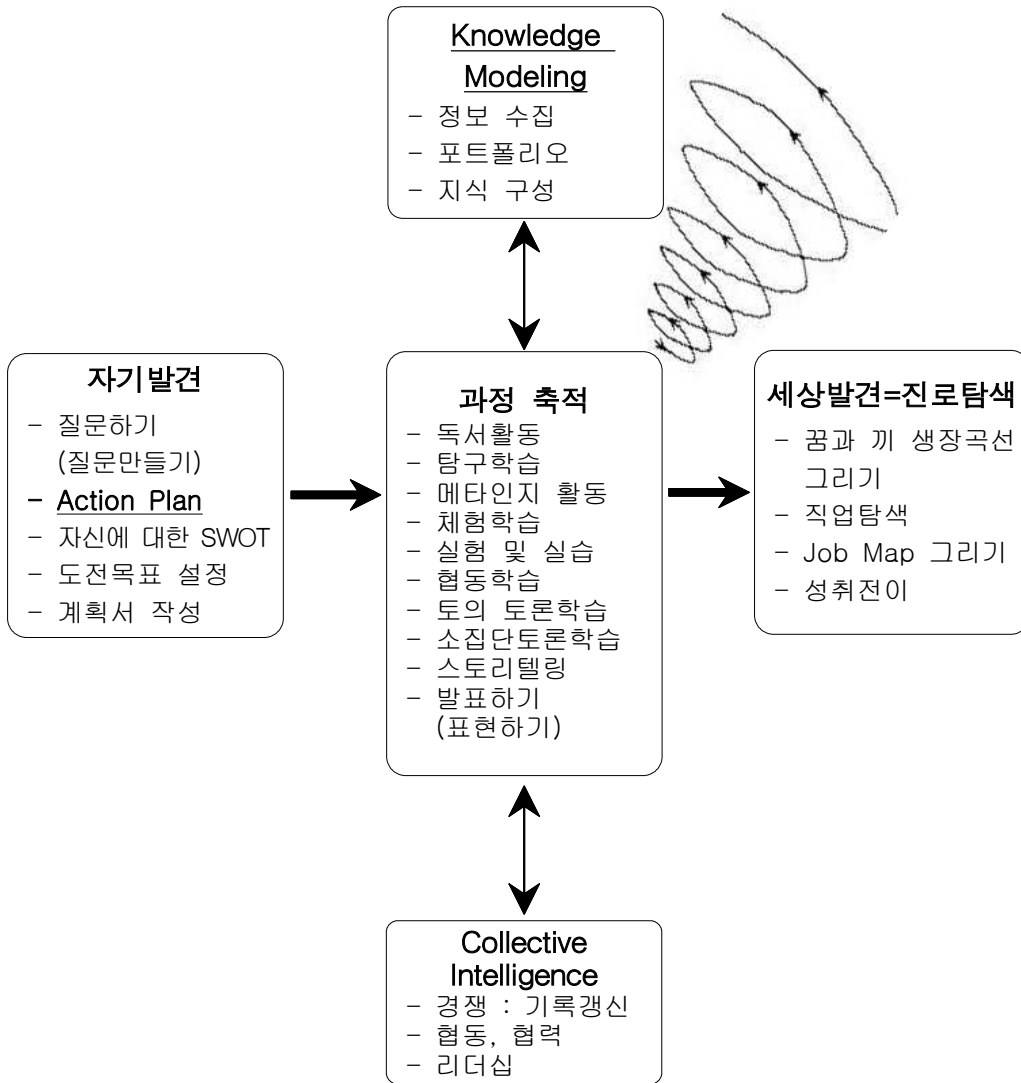 Knowledge
Modeling
- 정보 수집
- 포트폴리오
- 지식 구성
자기발견
- 질문하기
(질문만들기)
- Action Plan
- 자신에 대한 SWOT
- 도전목표 설정
- 계획서 작성
과정 축적
- 독서활동
- 탐구학습
- 메타인지 활동
- 체험학습
- 실험 및 실습
- 협동학습
- 토의 토론학습
- 소집단토론학습
- 스토리텔링
- 발표하기
(표현하기)
세상발견=진로탐색
- 꿈과 끼 생장곡선
그리기
- 직업탐색
- Job Map 그리기
- 성취전이
Collective
Intelligence
- 경쟁 : 기록갱신
- 협동, 협력
- 리더십